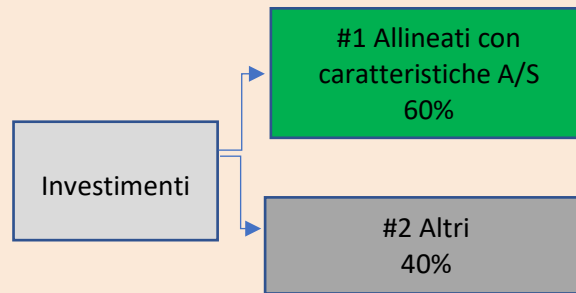 #1 Allineati con
caratteristiche A/S
60%
Investimenti
#2 Altri
40%